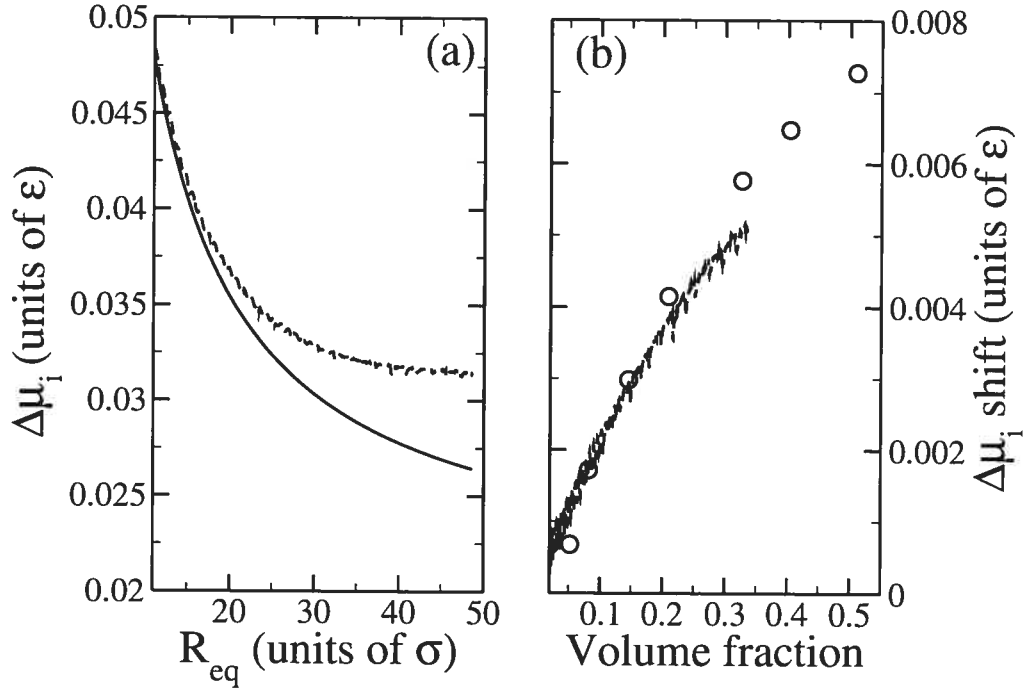 0.05
0.045
0.04
0.035
0.03
0.025
0.02
Δμi (units of ε)
(a)
20 30 40 50
Req (units of σ)
(b)
0.008
0.006
0.004
0.002
0
Δμi shift (units of ε)
0.1 0.2 0.3 0.4 0.5
Volume fraction